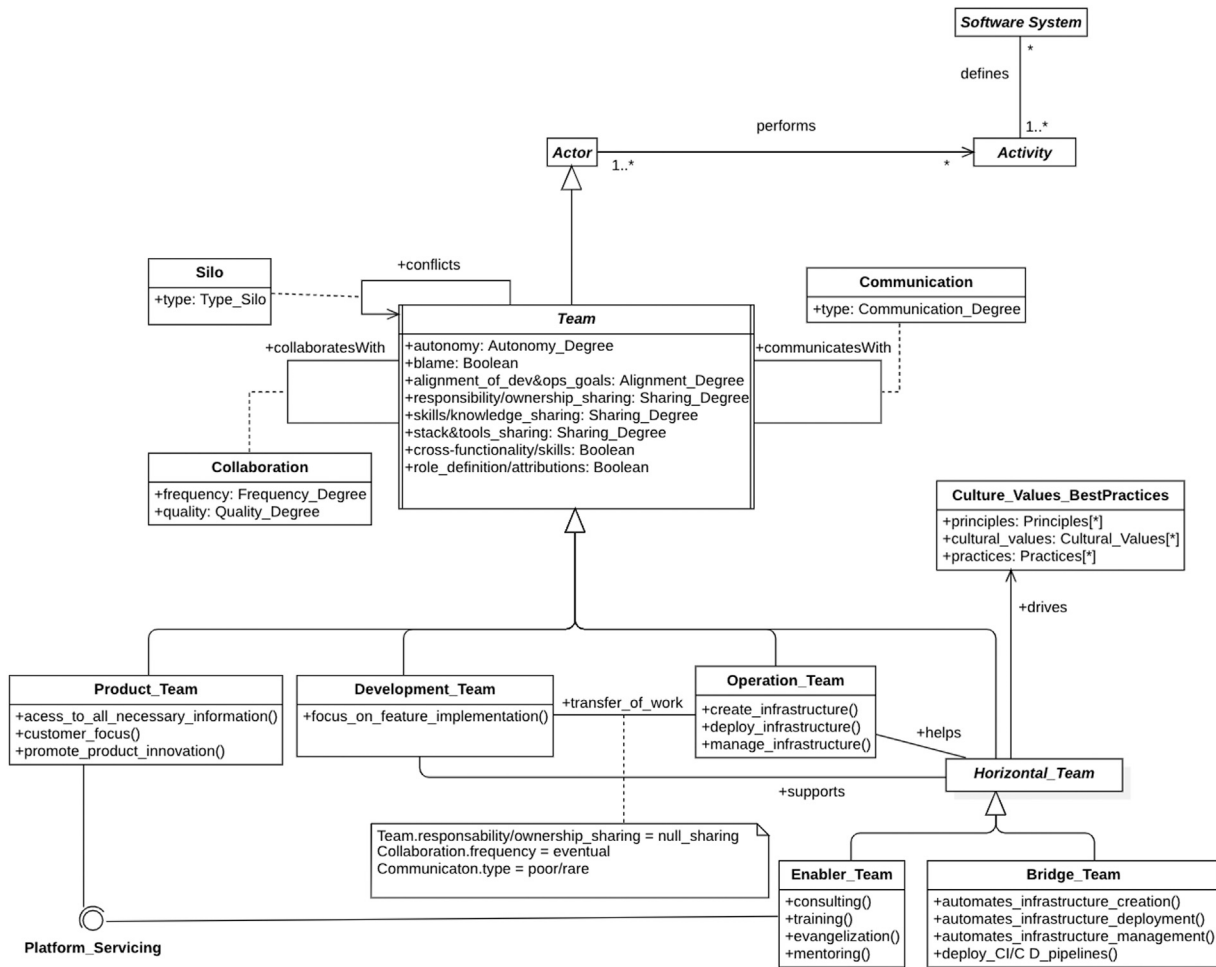 Software System
*
defines
1..*
performs
Actor
1..*
*
Activity
Silo
+type: Type_Silo
+conflicts
Communication
+type: Communication_Degree
Team
+autonomy: Autonomy_Degree
+blame: Boolean
+alignment_of_dev&ops_goals: Alignment_Degree
+responsibility/ownership_sharing: Sharing_Degree
+skills/knowledge_sharing: Sharing_Degree
+stack&tools_sharing: Sharing_Degree
+cross-functionality/skills: Boolean
+role_definition/attributions: Boolean
+collaboratesWith
+communicatesWith
Collaboration
+frequency: Frequency_Degree
+quality: Quality_Degree
Culture_Values_BestPractices
+principles: Principles[*]
+cultural_values: Cultural_Values[*]
+practices: Practices[*]
+drives
Product_Team
+acess_to_all_necessary_information()
+customer_focus()
+promote_product_innovation()
Development_Team
+focus_on_feature_implementation()
+transfer_of_work
Operation_Team
+create_infrastructure()
+deploy_infrastructure()
+manage_infrastructure()
+helps
Horizontal_Team
+supports
Team.responsability/ownership_sharing = null_sharing
Collaboration.frequency = eventual
Communicaton.type = poor/rare
Enabler_Team
+consulting()
+training()
+evangelization()
+mentoring()
Bridge_Team
+automates_infrastructure_creation()
+automates_infrastructure_deployment()
+automates_infrastructure_management()
+deploy_CI/C D_pipelines()
Platform_Servicing